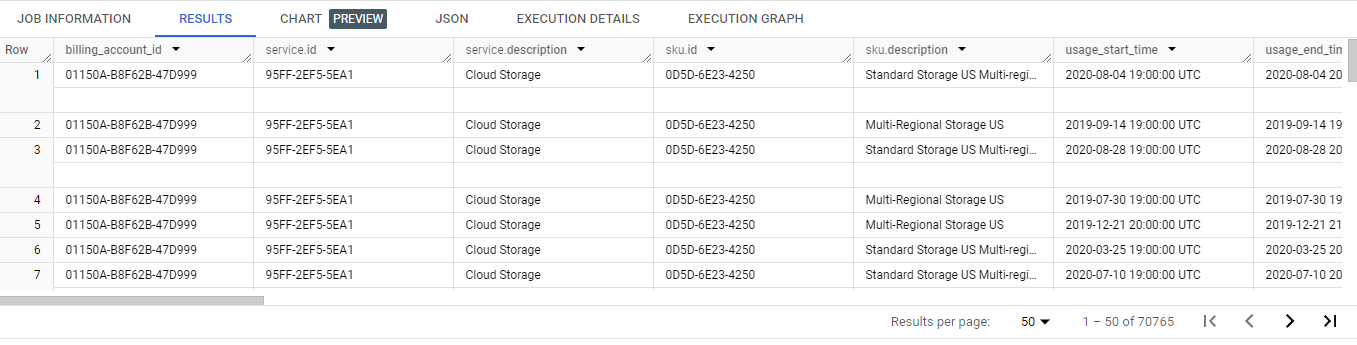 JOB INFORMATION RESULTS CHART PREVIEW JSON EXECUTION DETAILS EXECUTION GRAPH
Row billing_account_id service.id service.description sku.id sku.description usage_start_time usage_end_tim
1 01150A-B8F62B-47D999 95FF-2EF5-5EA1 Cloud Storage 0D5D-6E23-4250 Standard Storage US Multi-regi... 2020-08-04 19:00:00 UTC 2020-08-04 20
2 01150A-B8F62B-47D999 95FF-2EF5-5EA1 Cloud Storage 0D5D-6E23-4250 Multi-Regional Storage US 2019-09-14 19:00:00 UTC 2019-09-14 19
3 01150A-B8F62B-47D999 95FF-2EF5-5EA1 Cloud Storage 0D5D-6E23-4250 Standard Storage US Multi-regi... 2020-08-28 19:00:00 UTC 2020-08-28 20
4 01150A-B8F62B-47D999 95FF-2EF5-5EA1 Cloud Storage 0D5D-6E23-4250 Multi-Regional Storage US 2019-07-30 19:00:00 UTC 2019-07-30 19
5 01150A-B8F62B-47D999 95FF-2EF5-5EA1 Cloud Storage 0D5D-6E23-4250 Multi-Regional Storage US 2019-12-21 20:00:00 UTC 2019-12-21 21
6 01150A-B8F62B-47D999 95FF-2EF5-5EA1 Cloud Storage 0D5D-6E23-4250 Standard Storage US Multi-regi... 2020-03-25 19:00:00 UTC 2020-03-25 20
7 01150A-B8F62B-47D999 95FF-2EF5-5EA1 Cloud Storage 0D5D-6E23-4250 Standard Storage US Multi-regi... 2020-07-10 19:00:00 UTC 2020-07-10 20
Results per page: 50 1 – 50 of 70765